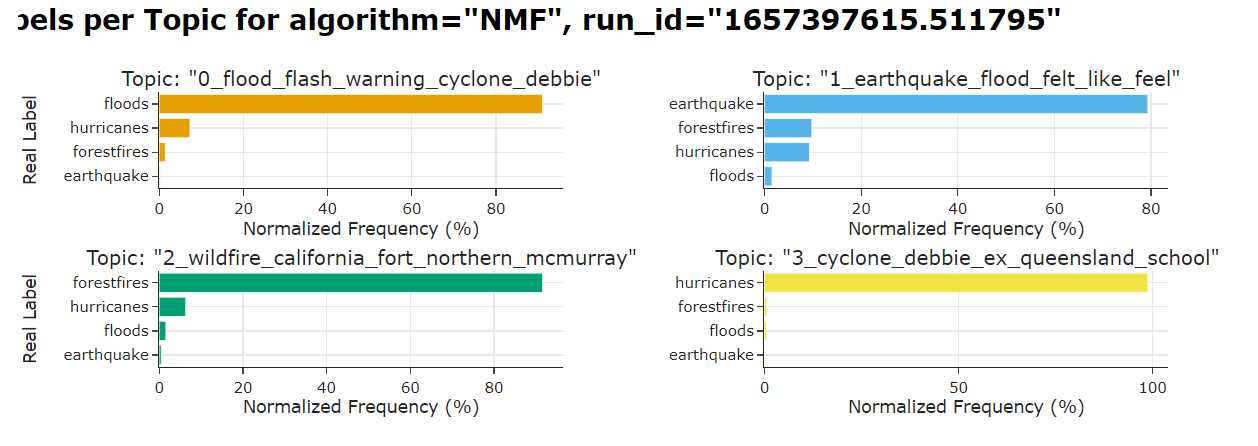 pels per Topic for algorithm="NMF", run_id="1657397615.511795"
Topic: "0_flood_flash_warning_cyclone_debbie"
Real Label
floods
hurricanes
forestfires
earthquake
0 20 40 60 80
Normalized Frequency (%)
Topic: "1_earthquake_flood_felt_like_feel"
earthquake
forestfires
hurricanes
floods
0 20 40 60 80
Normalized Frequency (%)
Topic: "2_wildfire_california_fort_northern_mcmurray"
Real Label
forestfires
hurricanes
floods
earthquake
0 20 40 60 80
Normalized Frequency (%)
Topic: "3_cyclone_debbie_ex_queensland_school"
hurricanes
forestfires
floods
earthquake
0 50 100
Normalized Frequency (%)